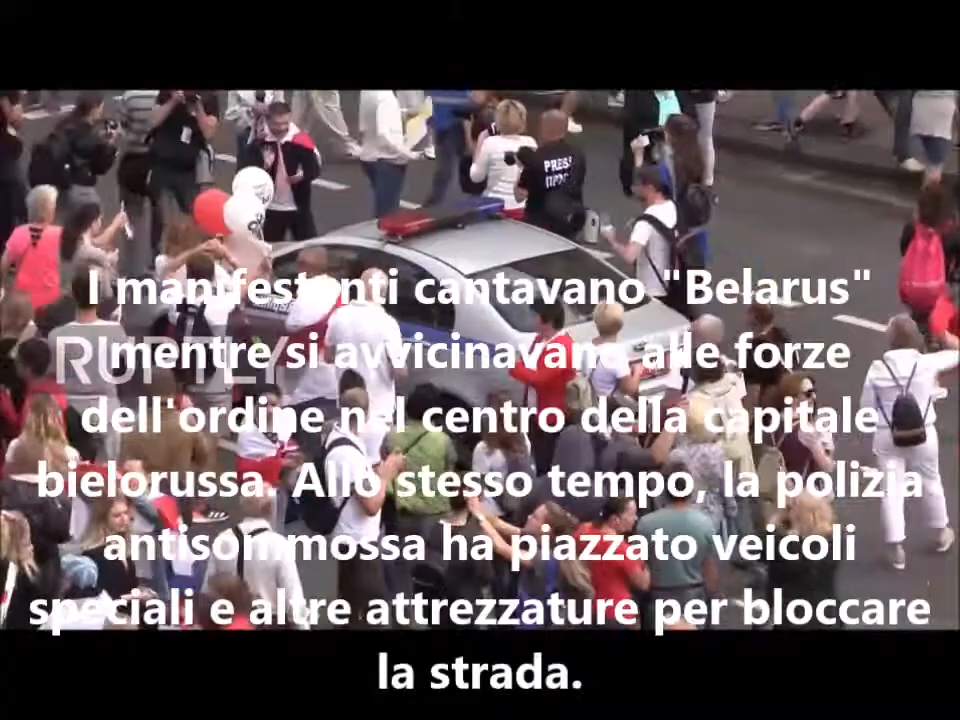 PRESS
I manifestanti cantavano "Belarus"
RUPTLY
mentre si avvicinavano alle forze
dell'ordine nel centro della capitale
bielorussa. Allo stesso tempo, la polizia
antisommossa ha piazzato veicoli
speciali e altre attrezzature per bloccare
la strada.